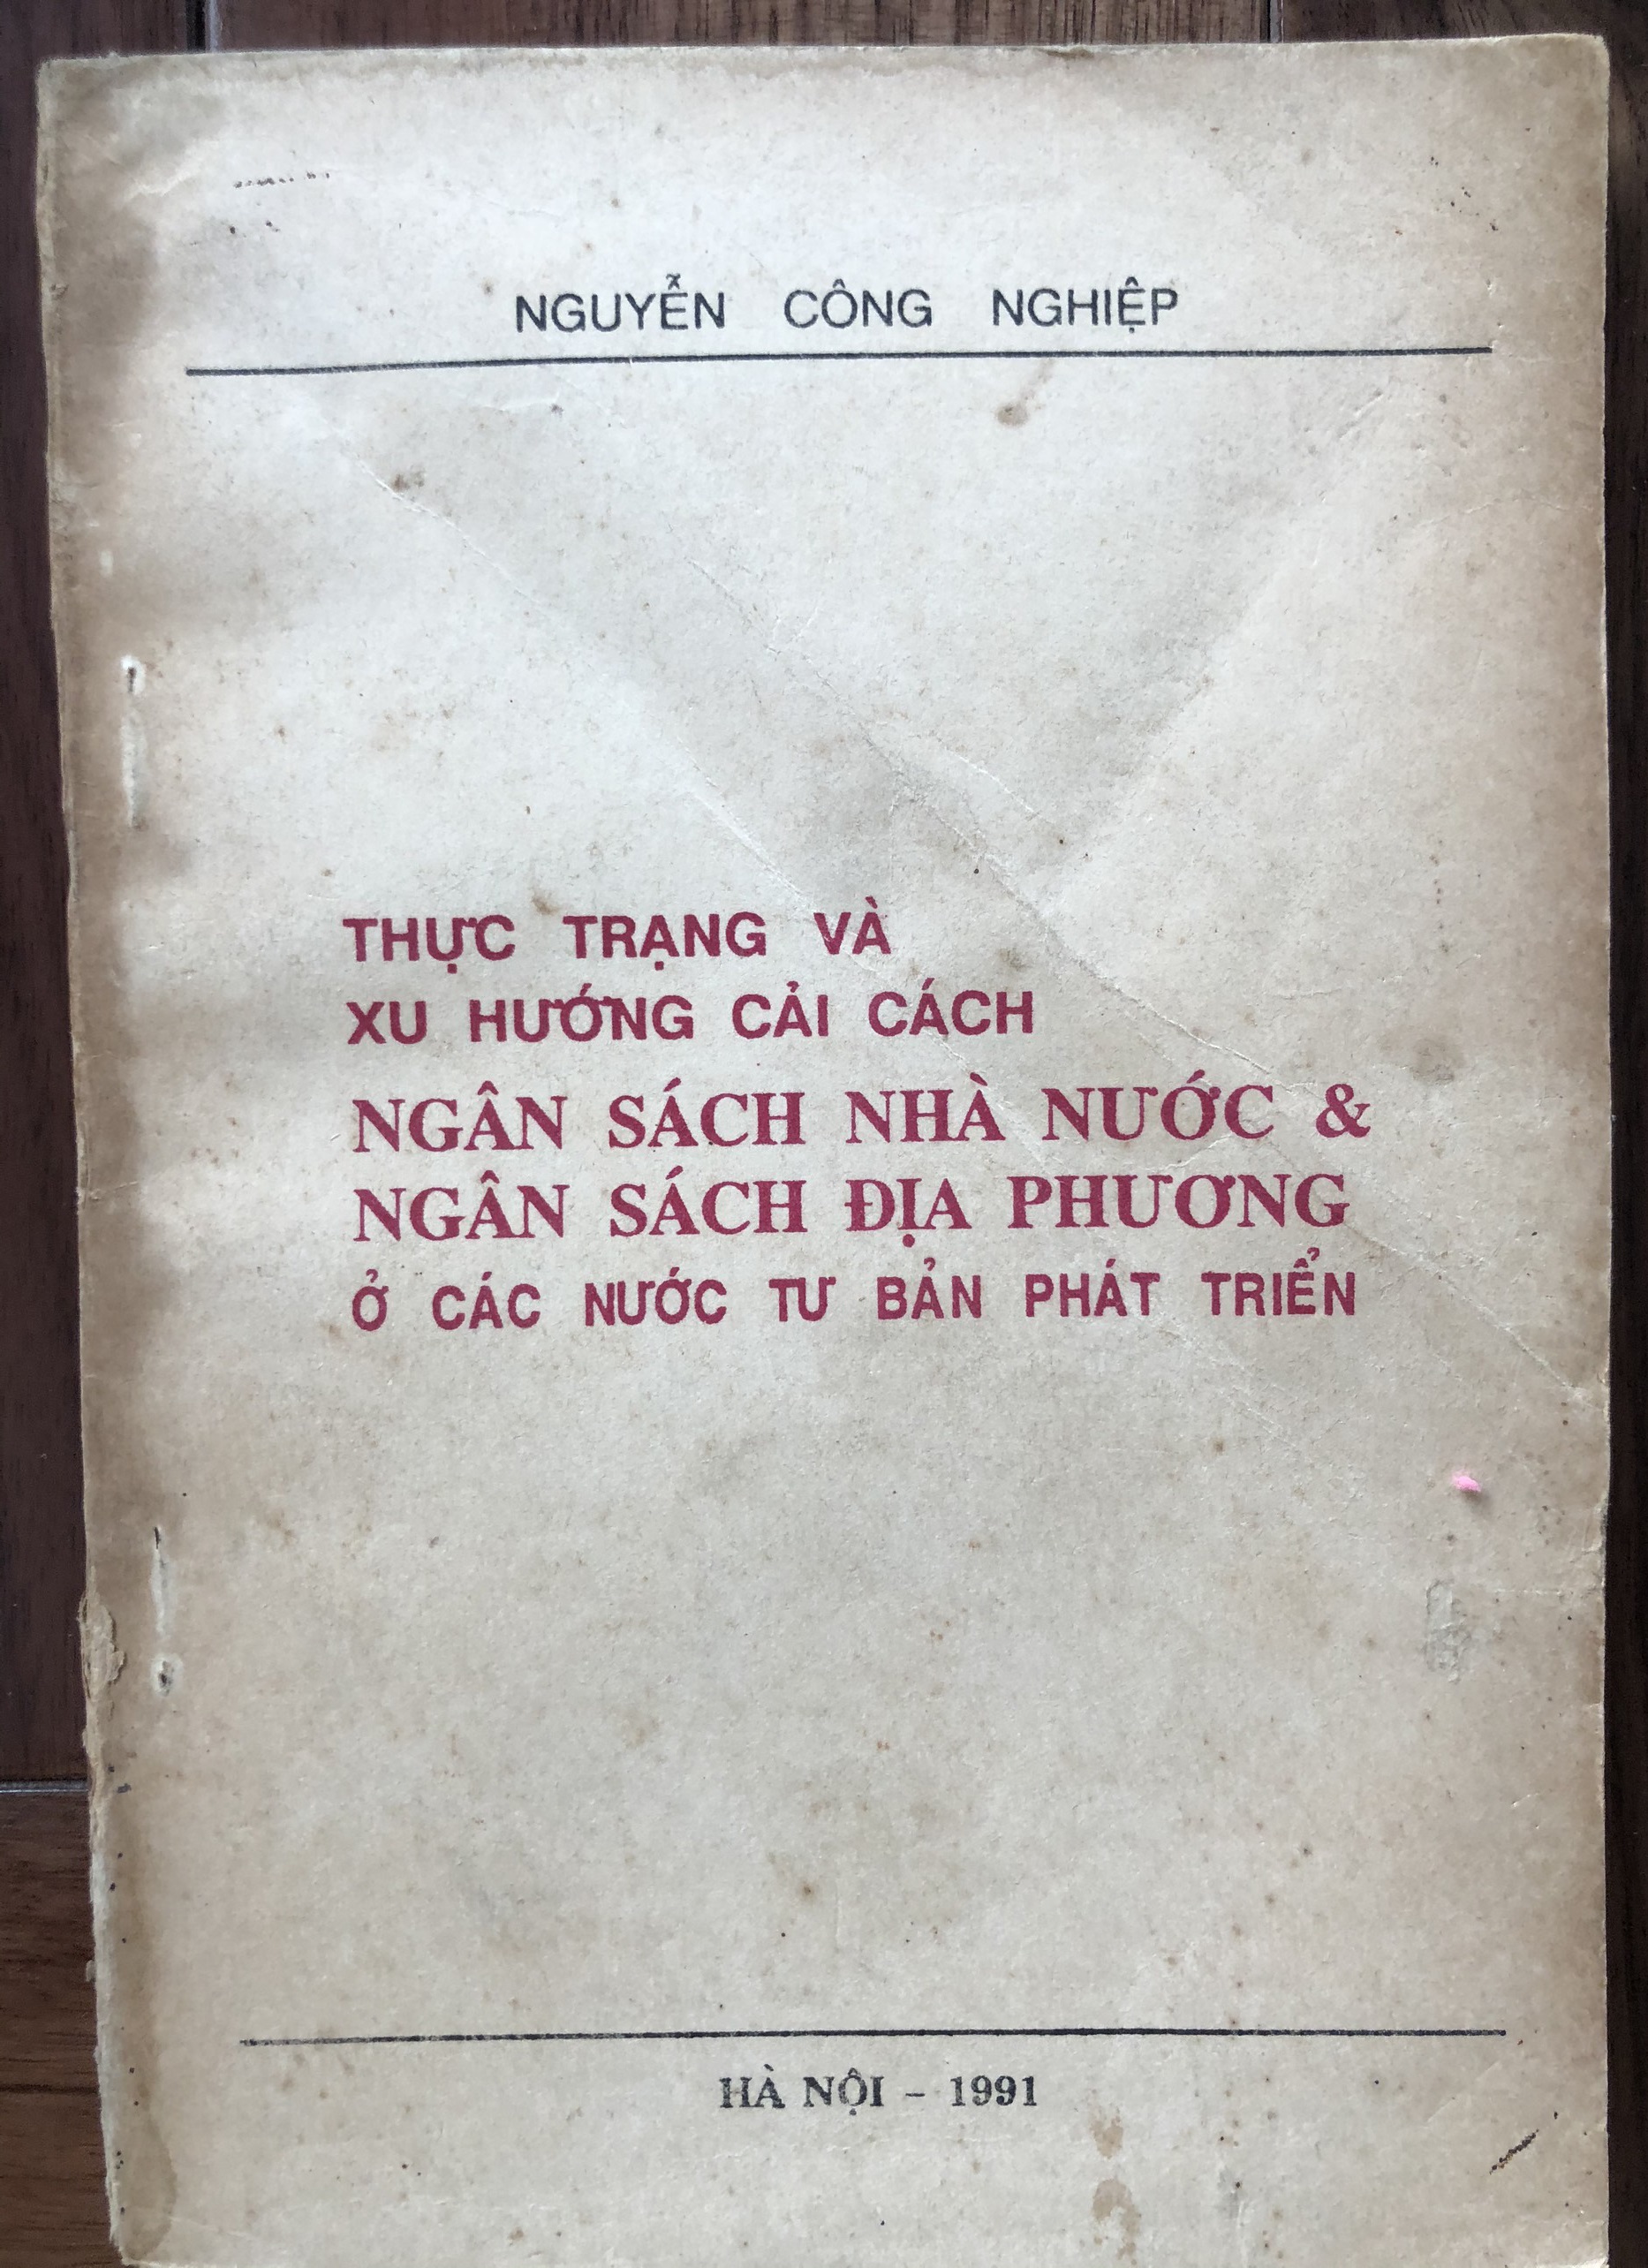 NGUYỄN CÔNG NGHIỆP
THỰC TRẠNG VÀ
XU HƯỚNG CẢI CÁCH
NGÂN SÁCH NHÀ NƯỚC &
NGÂN SÁCH ĐỊA PHƯƠNG
Ở CÁC NƯỚC TƯ BẢN PHÁT TRIỂN
HÀ NỘI - 1991